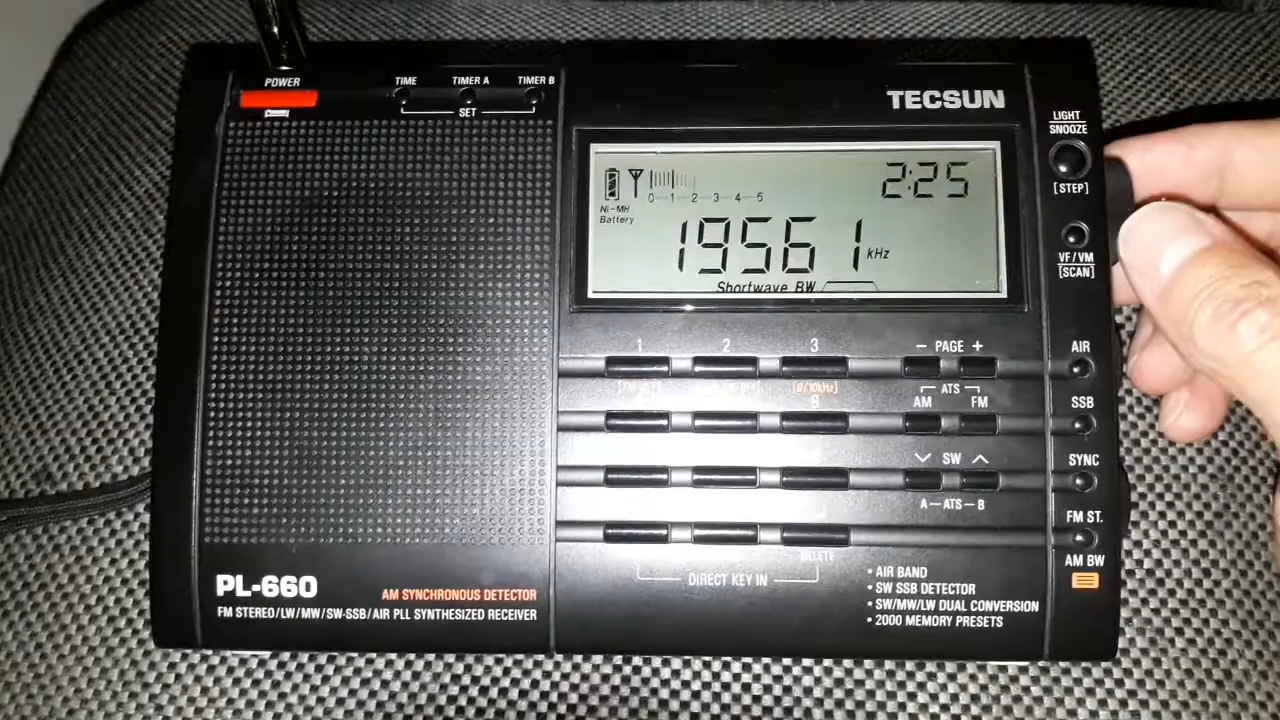 POWER
TIME TIMER A TIMER B
SET
TECSUN
LIGHT
SNOOZE
[STEP]
2:25
0 1 2 3 4 5
Ni-MH
Battery
19561 kHz
Shortwave BW
VF/VM
[SCAN]
1 2 3 − PAGE + AIR
[9/10kHz]
ATS
AM FM
6
SSB
SW
SYNC
A—ATS—B
FM ST.
DELETE
AM BW
DIRECT KEY IN
PL-660
AM SYNCHRONOUS DETECTOR
FM STEREO/LW/MW/SW-SSB/AIR PLL SYNTHESIZED RECEIVER
• AIR BAND
• SW SSB DETECTOR
• SW/MW/LW DUAL CONVERSION
• 2000 MEMORY PRESETS